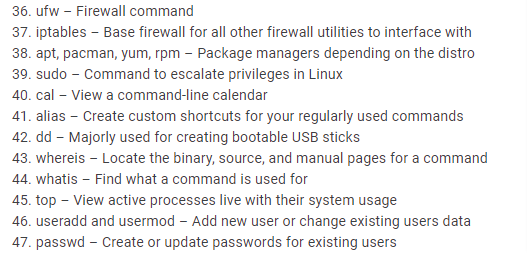 36. ufw – Firewall command
37. iptables – Base firewall for all other firewall utilities to interface with
38. apt, pacman, yum, rpm – Package managers depending on the distro
39. sudo – Command to escalate privileges in Linux
40. cal – View a command-line calendar
41. alias – Create custom shortcuts for your regularly used commands
42. dd – Majorly used for creating bootable USB sticks
43. whereis – Locate the binary, source, and manual pages for a command
44. whatis – Find what a command is used for
45. top – View active processes live with their system usage
46. useradd and usermod – Add new user or change existing users data
47. passwd – Create or update passwords for existing users